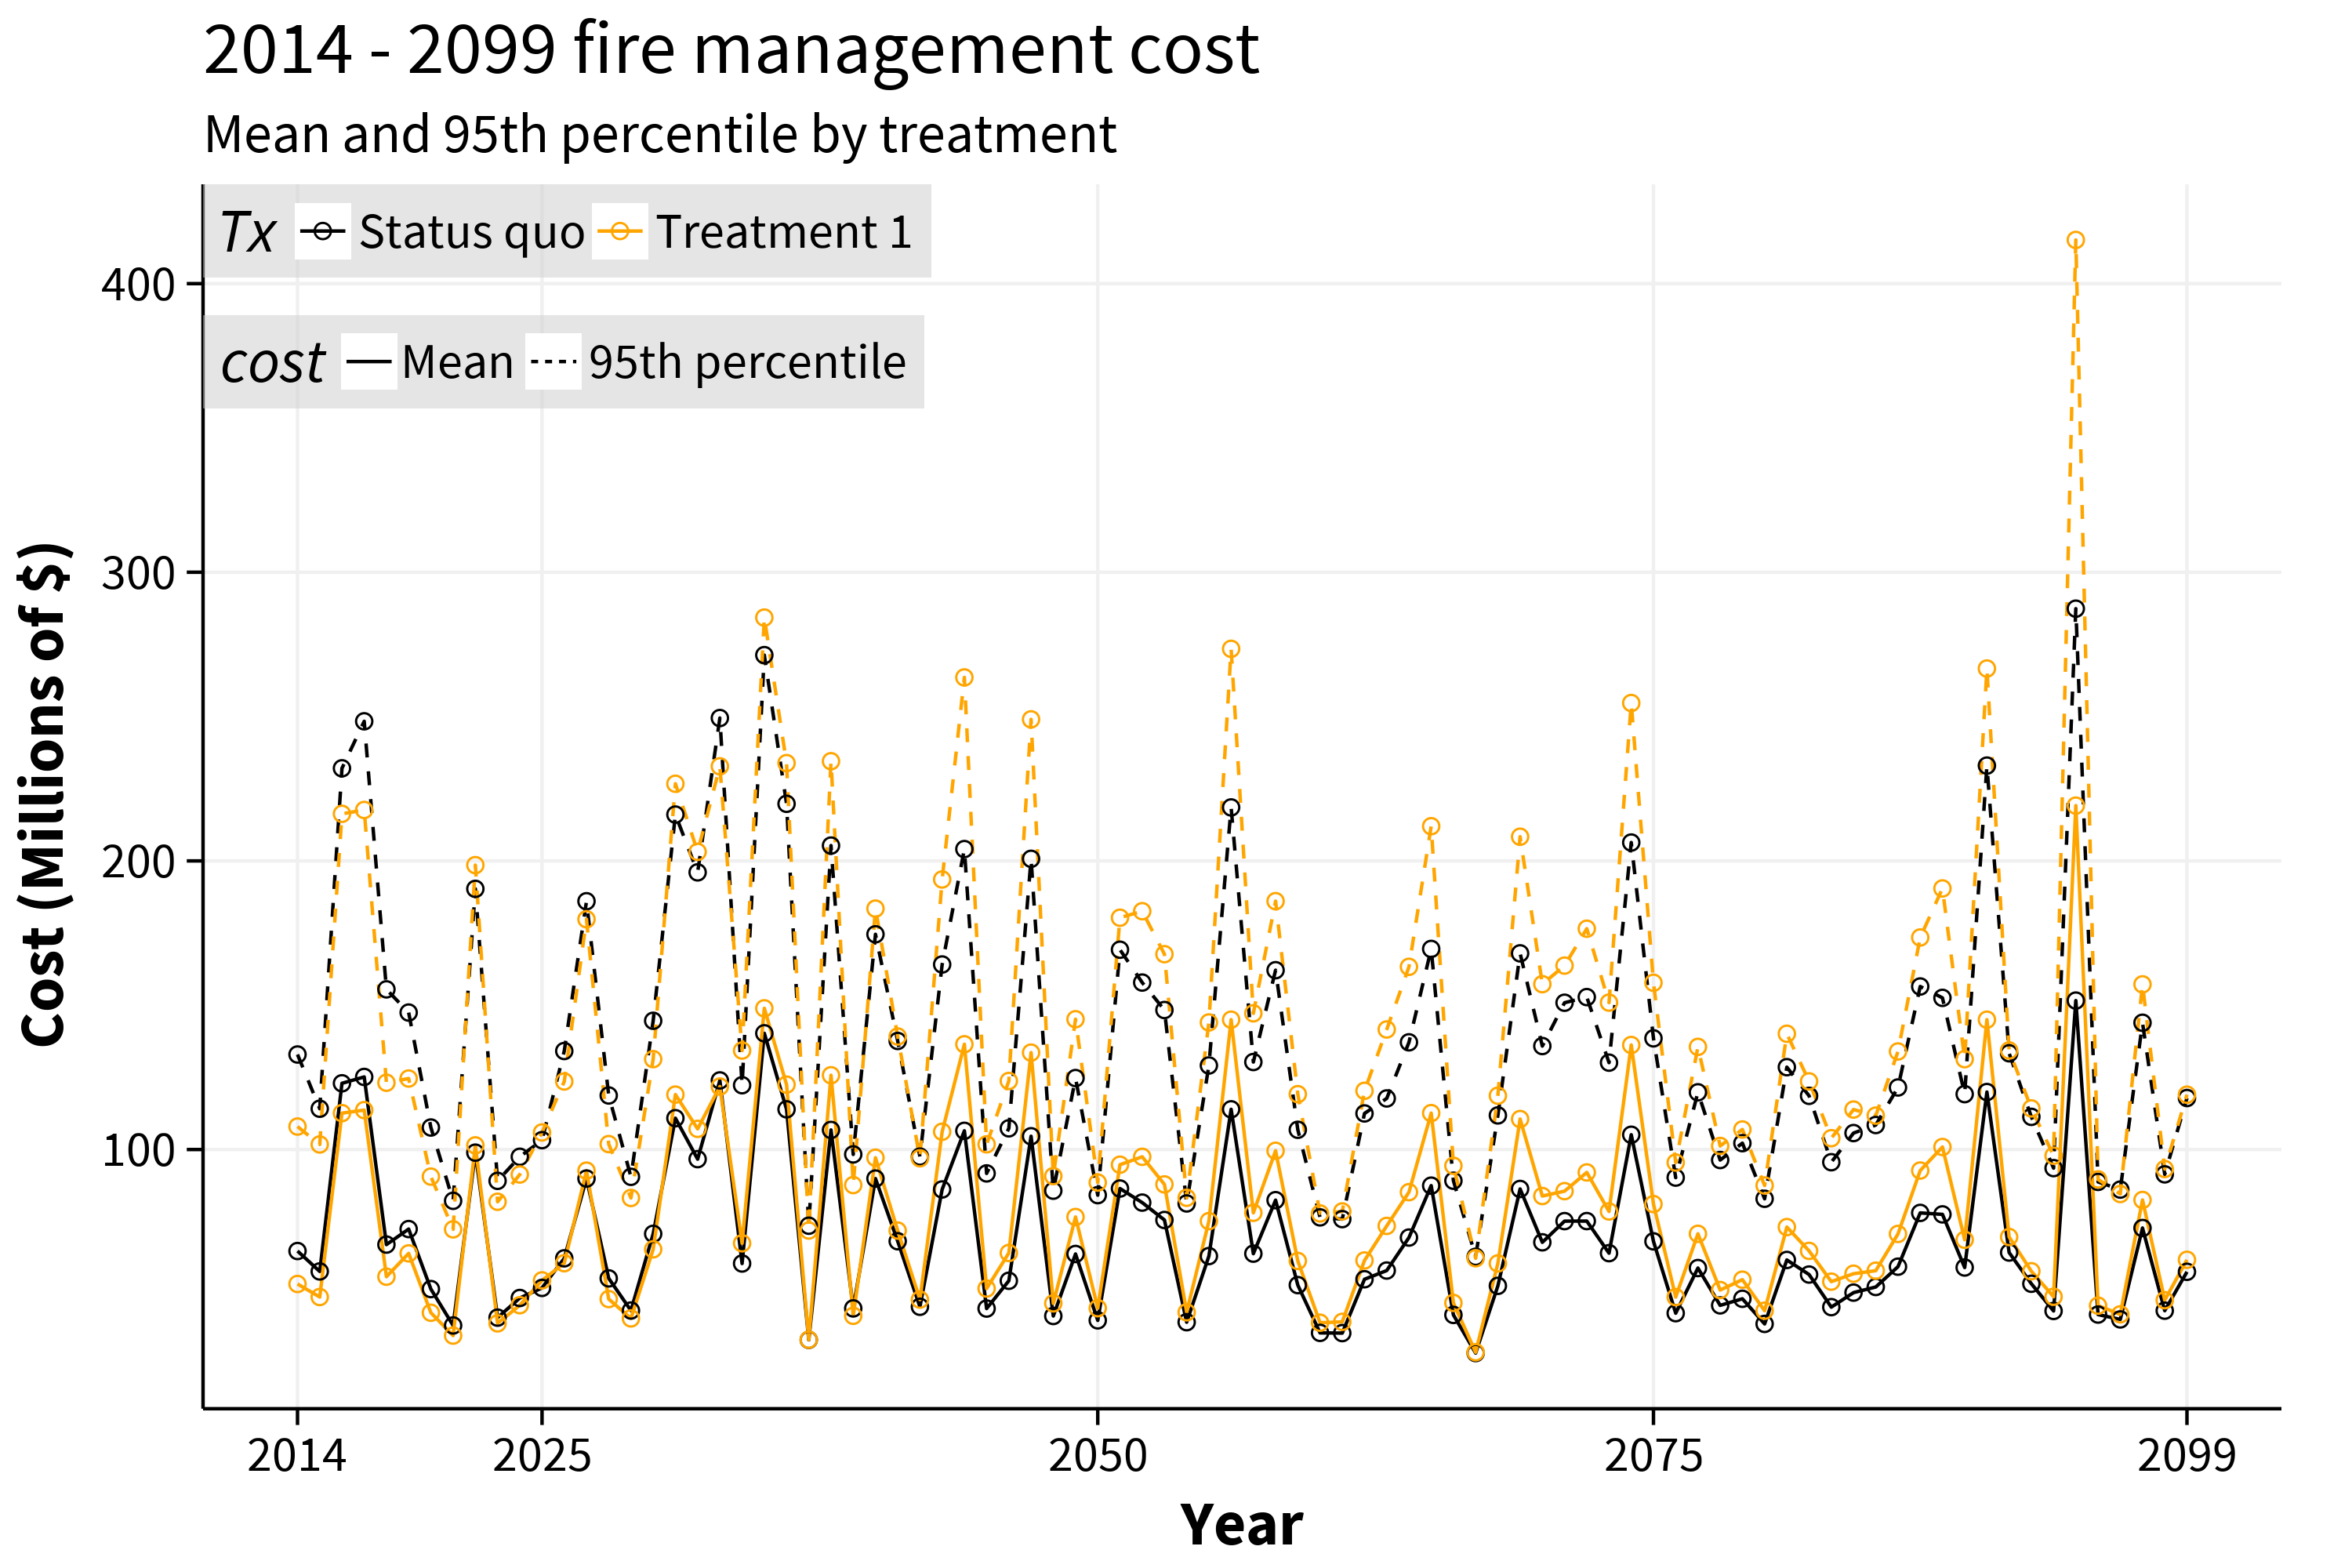 2014 - 2099 fire management cost
Mean and 95th percentile by treatment
Tx Status quo Treatment 1
cost Mean 95th percentile
400
300
200
100
Cost (Millions of $)
2014 2025 2050 2075 2099
Year